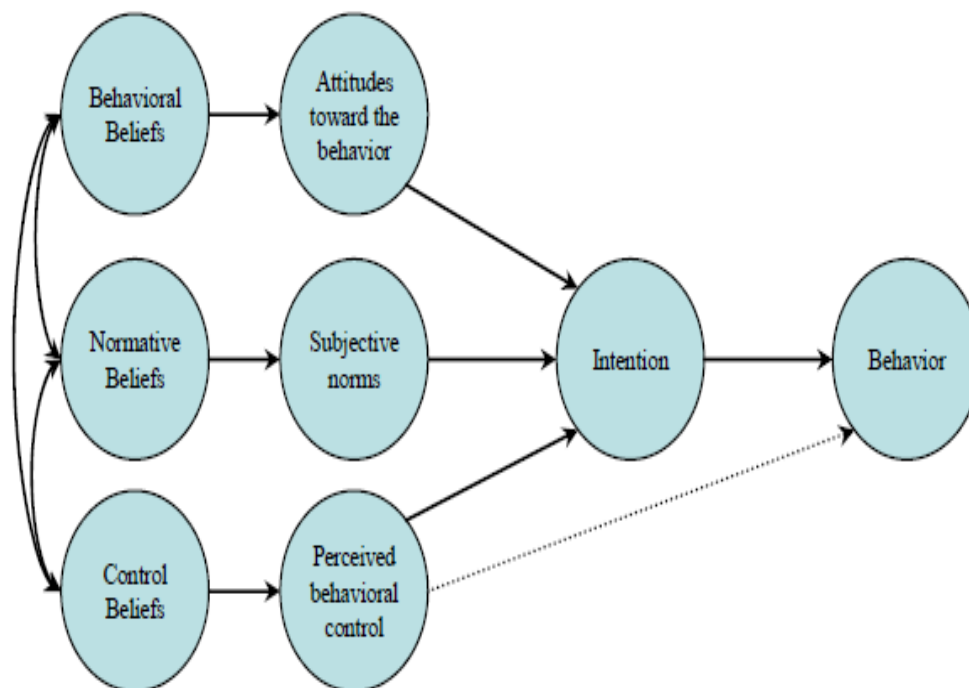 Behavioral
Beliefs
Attitudes
toward the
behavior
Normative
Beliefs
Subjective
norms
Intention
Behavior
Control
Beliefs
Perceived
behavioral
control